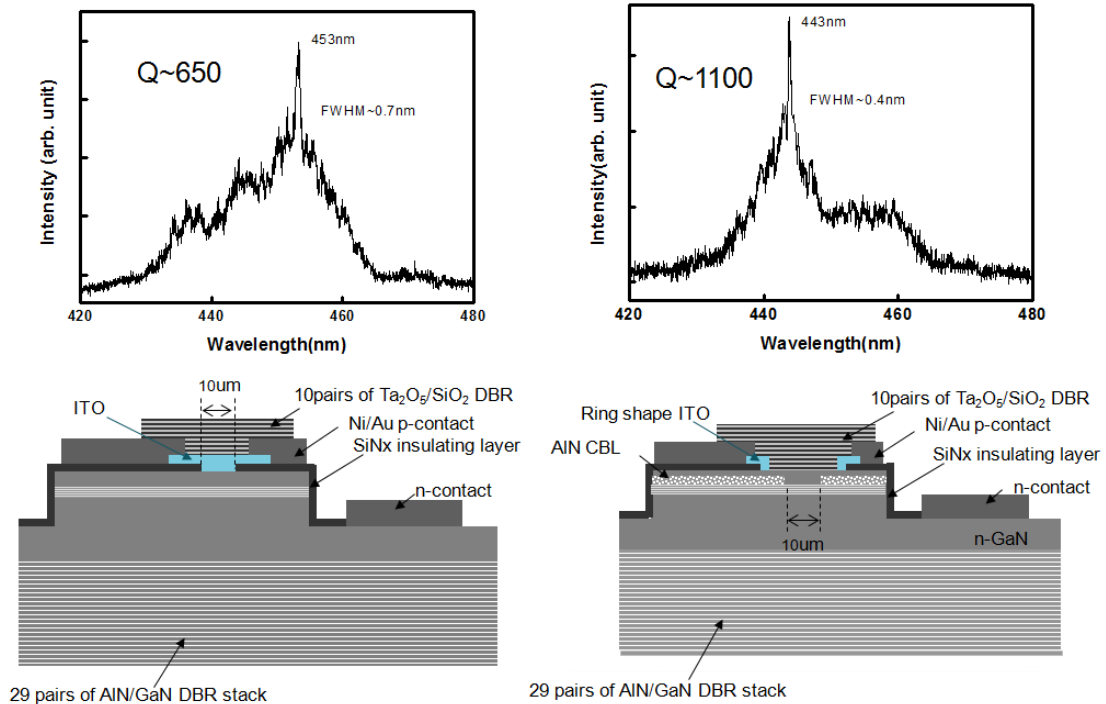 453nm
Q~650
FWHM~0.7nm
Intensity (arb. unit)
420
440
460
480
Wavelength(nm)
443nm
Q~1100
FWHM~0.4nm
Intensity(arb. unit)
420
440
460
480
Wavelength(nm)
10um
10pairs of Ta₂O₅/SiO₂ DBR
ITO
Ni/Au p-contact
SiNx insulating layer
n-contact
29 pairs of AlN/GaN DBR stack
10pairs of Ta₂O₅/SiO₂ DBR
Ring shape ITO
Ni/Au p-contact
AlN CBL
SiNx insulating layer
n-contact
10um
n-GaN
29 pairs of AlN/GaN DBR stack